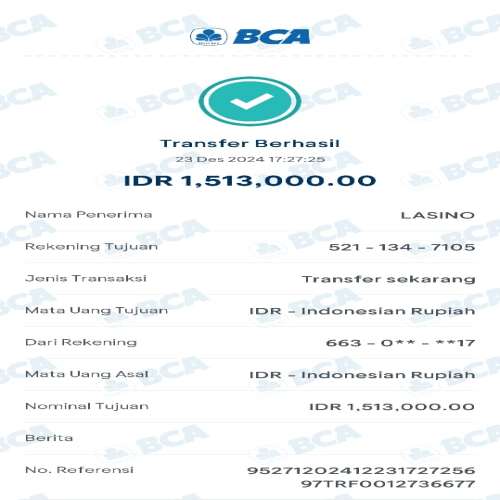 BCA
Transfer Berhasil
23 Des 2024 17:27:25
IDR 1,513,000.00
Nama Penerima LASINO
Rekening Tujuan 521 - 134 - 7105
Jenis Transaksi Transfer sekarang
Mata Uang Tujuan IDR - Indonesian Rupiah
Dari Rekening 663 - 0** - **17
Mata Uang Asal IDR - Indonesian Rupiah
Nominal Tujuan IDR 1,513,000.00
Berita
No. Referensi 95271202412231727256
97TRF0012736677